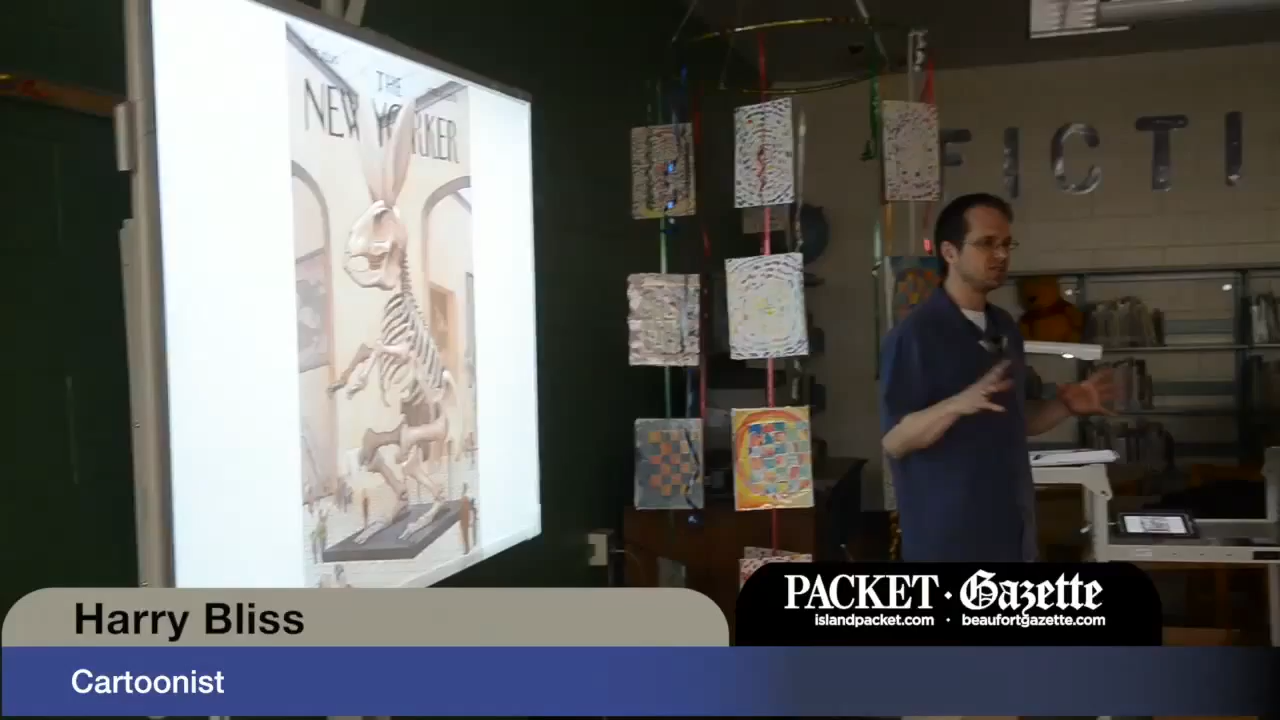 THE
NEW YORKER
FICTI
Harry Bliss
Cartoonist
PACKET · Gazette
islandpacket.com · beaufortgazette.com